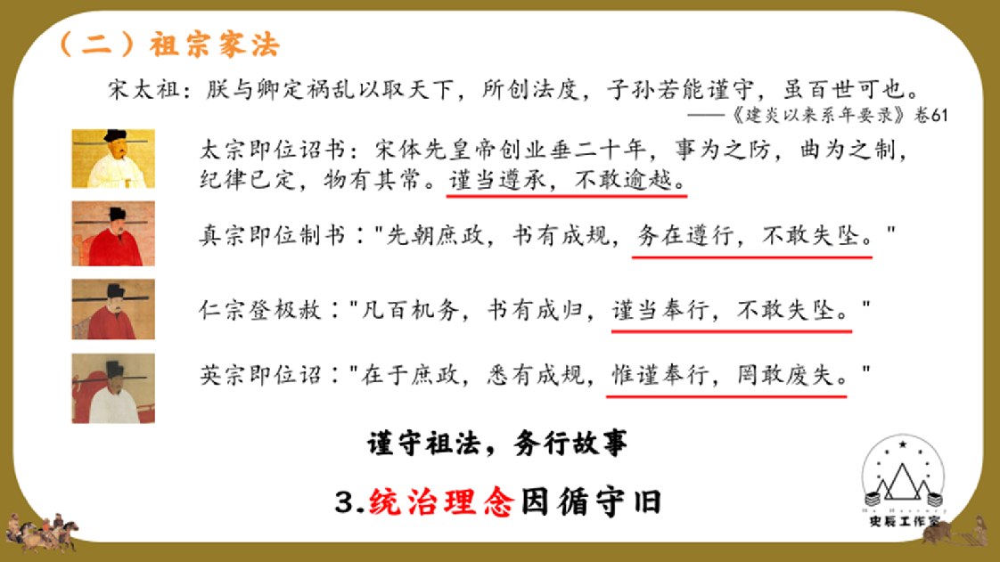 （二）祖宗家法
宋太祖：朕与卿定祸乱以取天下，所创法度，子孙若能谨守，虽百世可也。
——《建炎以来系年要录》卷61
太宗即位诏书：宋体先皇帝创业垂二十年，事为之防，曲为之制，
纪律已定，物有其常。谨当遵承，不敢逾越。
真宗即位制书："先朝庶政，书有成规，务在遵行，不敢失坠。"
仁宗登极赦："凡百机务，书有成归，谨当奉行，不敢失坠。"
英宗即位诏："在于庶政，悉有成规，惟谨奉行，罔敢废失。"
谨守祖法，务行故事
3.统治理念因循守旧
史辰工作室